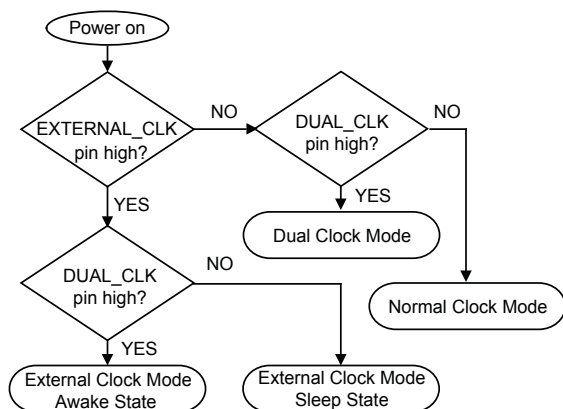 Power on
EXTERNAL_CLK
pin high?
NO
DUAL_CLK
pin high?
NO
YES
YES
Dual Clock Mode
DUAL_CLK
pin high?
NO
Normal Clock Mode
YES
External Clock Mode
Awake State
External Clock Mode
Sleep State